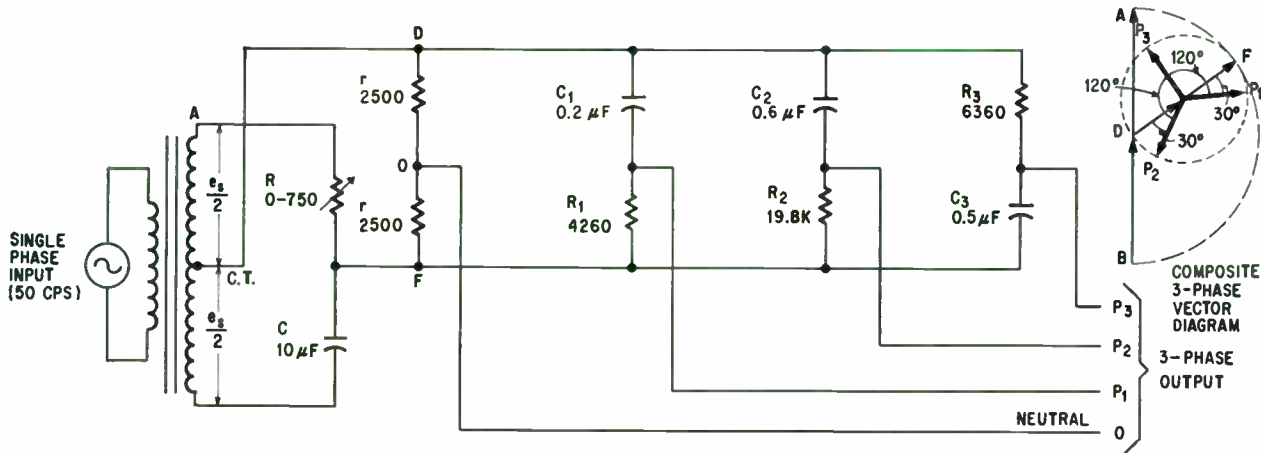 SINGLE
PHASE
INPUT
(50 CPS)
A
e_s
2
e_s
2
C.T.
R
0-750
C
10 μF
D
r
2500
O
r
2500
F
C1
0.2 μF
R1
4260
C2
0.6 μF
R2
19.8K
R3
6360
C3
0.5 μF
A
P3
120°
F
120°
P1
30°
D
30°
P2
B
COMPOSITE
3-PHASE
VECTOR
DIAGRAM
P3
P2
P1
NEUTRAL O
3-PHASE
OUTPUT